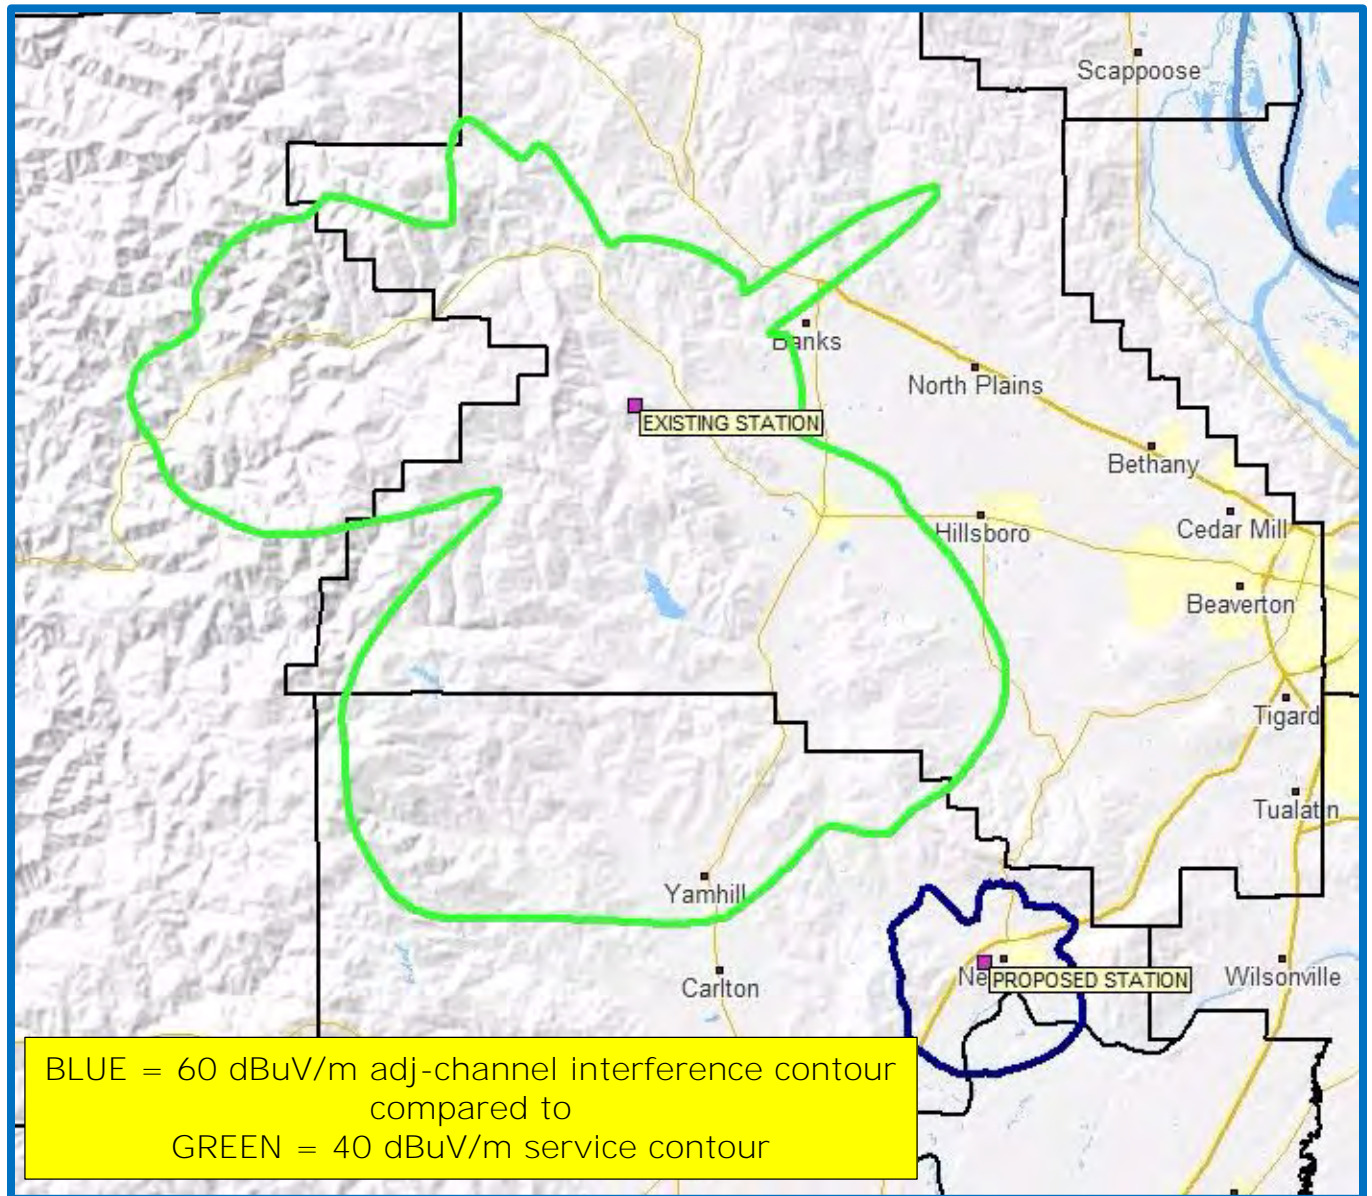 Scappoose
Banks
North Plains
EXISTING STATION
Bethany
Hillsboro
Cedar Mill
Beaverton
Tigard
Tualatin
Yamhill
Carlton
Ne
PROPOSED STATION
Wilsonville
BLUE = 60 dBuV/m adj-channel interference contour
compared to
GREEN = 40 dBuV/m service contour